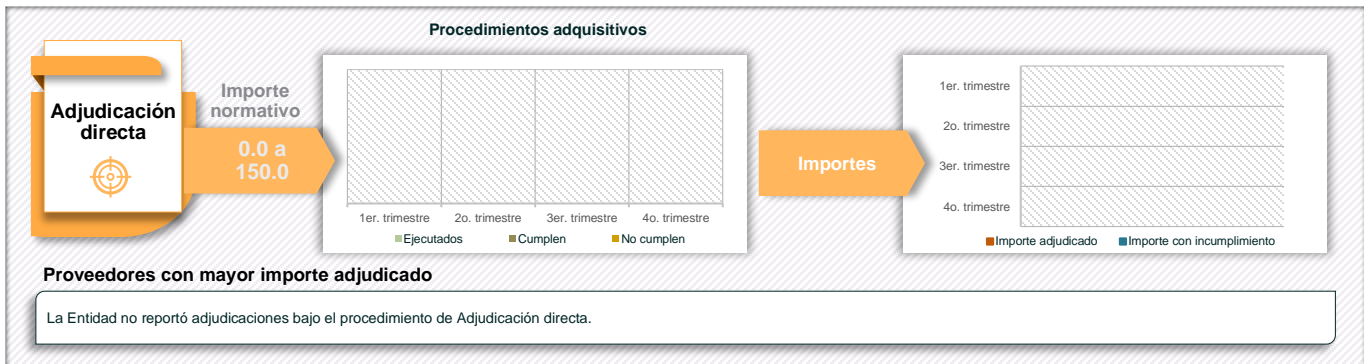 Procedimientos adquisitivos
Adjudicación
directa
Importe
normativo
0.0 a
150.0
1er. trimestre
2o. trimestre
3er. trimestre
4o. trimestre
Ejecutados
Cumplen
No cumplen
Importes
1er. trimestre
2o. trimestre
3er. trimestre
4o. trimestre
Importe adjudicado
Importe con incumplimiento
Proveedores con mayor importe adjudicado
La Entidad no reportó adjudicaciones bajo el procedimiento de Adjudicación directa.